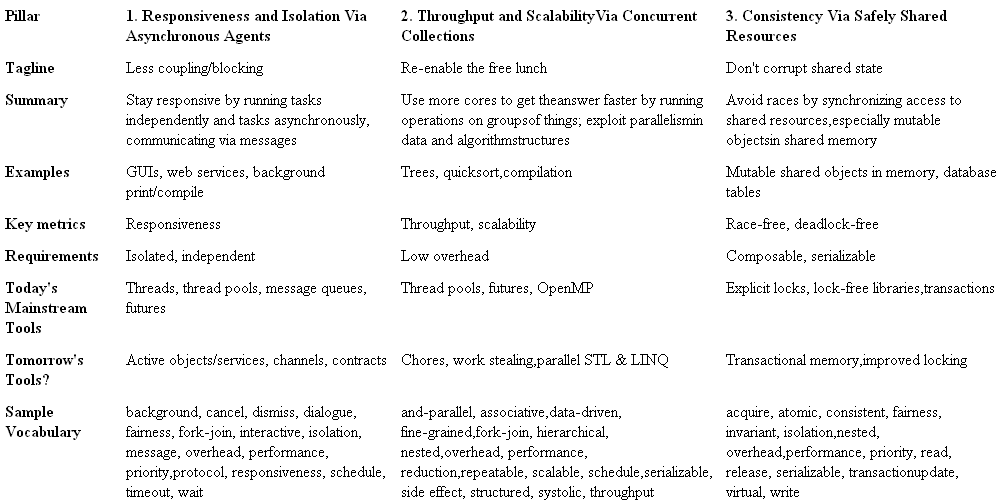 Pillar
1. Responsiveness and Isolation Via
Asynchronous Agents
2. Throughput and ScalabilityVia Concurrent
Collections
3. Consistency Via Safely Shared
Resources
Tagline
Less coupling/blocking
Re-enable the free lunch
Don't corrupt shared state
Summary
Stay responsive by running tasks
independently and tasks asynchronously,
communicating via messages
Use more cores to get theanswer faster by running
operations on groupsof things; exploit parallelismin
data and algorithmstructures
Avoid races by synchronizing access to
shared resources,especially mutable
objectsin shared memory
Examples
GUIs, web services, background
print/compile
Trees, quicksort,compilation
Mutable shared objects in memory, database
tables
Key metrics
Responsiveness
Throughput, scalability
Race-free, deadlock-free
Requirements
Isolated, independent
Low overhead
Composable, serializable
Today's
Mainstream
Tools
Threads, thread pools, message queues,
futures
Thread pools, futures, OpenMP
Explicit locks, lock-free libraries,transactions
Tomorrow's
Tools?
Active objects/services, channels, contracts
Chores, work stealing,parallel STL & LINQ
Transactional memory,improved locking
Sample
Vocabulary
background, cancel, dismiss, dialogue,
fairness, fork-join, interactive, isolation,
message, overhead, performance,
priority,protocol, responsiveness, schedule,
timeout, wait
and-parallel, associative,data-driven,
fine-grained,fork-join, hierarchical,
nested,overhead, performance,
reduction,repeatable, scalable, schedule,serializable,
side effect, structured, systolic, throughput
acquire, atomic, consistent, fairness,
invariant, isolation,nested,
overhead,performance, priority, read,
release, serializable, transactionupdate,
virtual, write